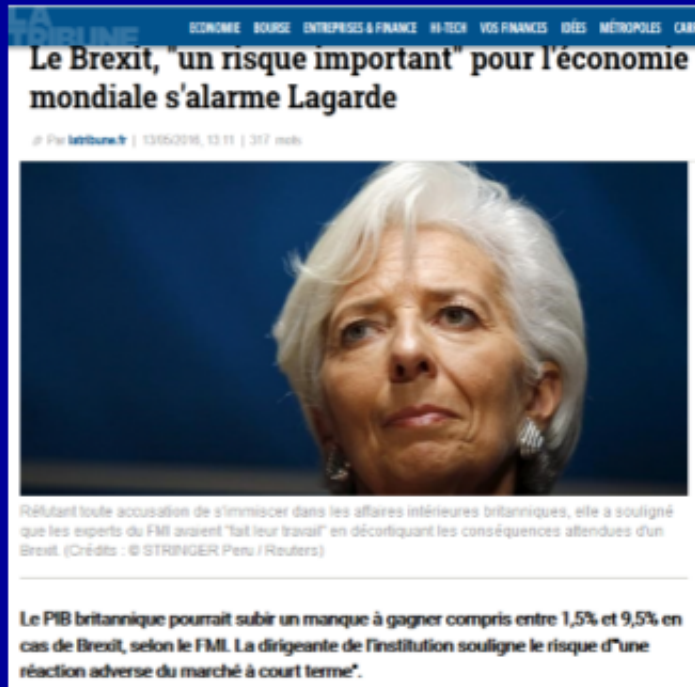 LA TRIBUNE
ECONOMIE BOURSE ENTREPRISES & FINANCE HI-TECH VOS FINANCES IDÉES MÉTROPOLES CAR
Le Brexit, "un risque important" pour l'économie
mondiale s'alarme Lagarde
Par latribune.fr | 13/05/2016, 13:11 | 317 mots
Réfutant toute accusation de s'immiscer dans les affaires intérieures britanniques, elle a souligné
que les experts du FMI avaient "fait leur travail" en décortiquant les conséquences attendues d'un
Brexit. (Crédits : © STRINGER Peru / Reuters)
Le PIB britannique pourrait subir un manque à gagner compris entre 1,5% et 9,5% en
cas de Brexit, selon le FMI. La dirigeante de l'institution souligne le risque d'"une
réaction adverse du marché à court terme".